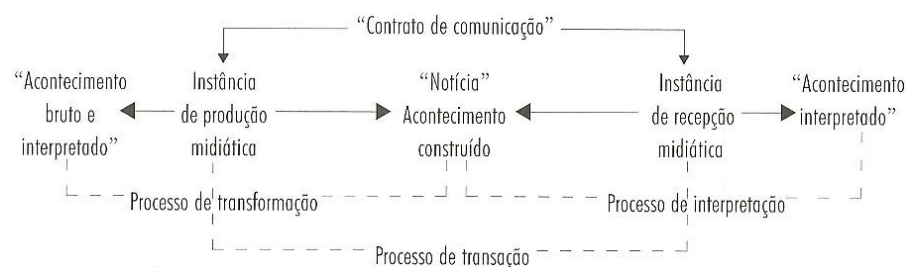 “Contrato de comunicação”
“Acontecimento
bruto e
interpretado”
Instância
de produção
midiática
“Notícia”
Acontecimento
construído
Instância
de recepção
midiática
“Acontecimento
interpretado”
Processo de transformação
Processo de interpretação
Processo de transação